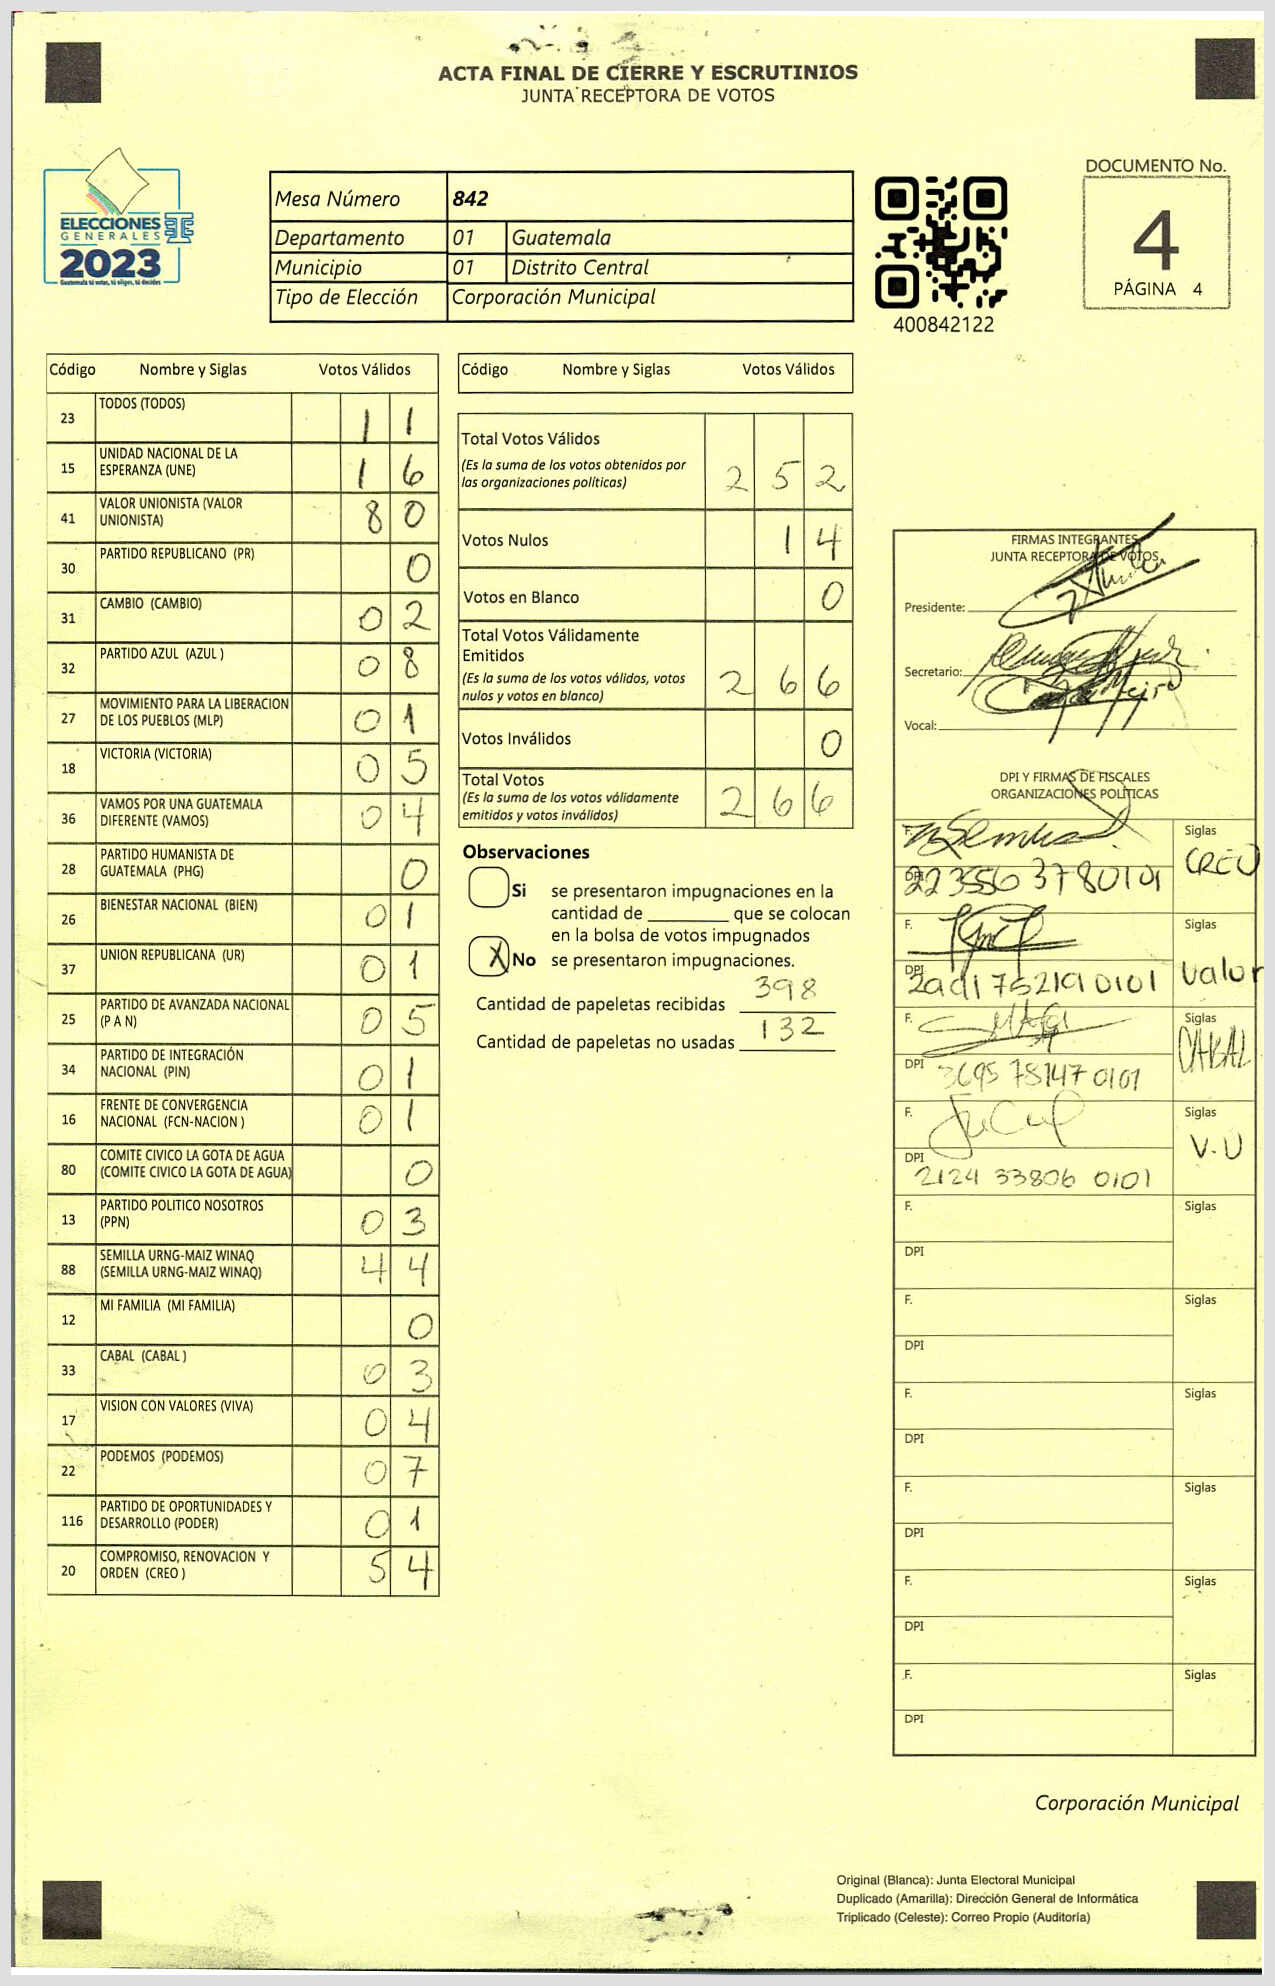 ACTA FINAL DE CIERRE Y ESCRUTINIOS
JUNTA RECEPTORA DE VOTOS
ELECCIONES
GENERALES
2023
Guatemala tú votas, tú eliges, tú decides
Mesa Número 842
Departamento 01 Guatemala
Municipio 01 Distrito Central
Tipo de Elección Corporación Municipal
400842122
DOCUMENTO No.
4
PÁGINA 4
Código Nombre y Siglas Votos Válidos
23 TODOS (TODOS) 1 1
15 UNIDAD NACIONAL DE LA
ESPERANZA (UNE) 1 6
41 VALOR UNIONISTA (VALOR
UNIONISTA) 8 0
30 PARTIDO REPUBLICANO (PR) 0
31 CAMBIO (CAMBIO) 0 2
32 PARTIDO AZUL (AZUL ) 0 8
27 MOVIMIENTO PARA LA LIBERACION
DE LOS PUEBLOS (MLP) 0 1
18 VICTORIA (VICTORIA) 0 5
36 VAMOS POR UNA GUATEMALA
DIFERENTE (VAMOS) 0 4
28 PARTIDO HUMANISTA DE
GUATEMALA (PHG) 0
26 BIENESTAR NACIONAL (BIEN) 0 1
37 UNION REPUBLICANA (UR) 0 1
25 PARTIDO DE AVANZADA NACIONAL
(P A N) 0 5
34 PARTIDO DE INTEGRACIÓN
NACIONAL (PIN) 0 1
16 FRENTE DE CONVERGENCIA
NACIONAL (FCN-NACION ) 0 1
80 COMITE CIVICO LA GOTA DE AGUA
(COMITE CIVICO LA GOTA DE AGUA) 0
13 PARTIDO POLITICO NOSOTROS
(PPN) 0 3
88 SEMILLA URNG-MAIZ WINAQ
(SEMILLA URNG-MAIZ WINAQ) 4 4
12 MI FAMILIA (MI FAMILIA) 0
33 CABAL (CABAL ) 0 3
17 VISION CON VALORES (VIVA) 0 4
22 PODEMOS (PODEMOS) 0 7
116 PARTIDO DE OPORTUNIDADES Y
DESARROLLO (PODER) 0 1
20 COMPROMISO, RENOVACION Y
ORDEN (CREO ) 5 4
Código Nombre y Siglas Votos Válidos
Total Votos Válidos
(Es la suma de los votos obtenidos por
las organizaciones políticas) 2 5 2
Votos Nulos 1 4
Votos en Blanco 0
Total Votos Válidamente
Emitidos
(Es la suma de los votos válidos, votos
nulos y votos en blanco) 2 6 6
Votos Inválidos 0
Total Votos
(Es la suma de los votos válidamente
emitidos y votos inválidos) 2 6 6
Observaciones
Si se presentaron impugnaciones en la
cantidad de ________ que se colocan
en la bolsa de votos impugnados
X No se presentaron impugnaciones.
Cantidad de papeletas recibidas 398
Cantidad de papeletas no usadas 132
FIRMAS INTEGRANTES
JUNTA RECEPTORA DE VOTOS
Presidente:
Secretario:
Vocal:
DPI Y FIRMAS DE FISCALES
ORGANIZACIONES POLÍTICAS
F. Siglas
CREO
DPI 2235563780101
F. Siglas
DPI Valor
F. Siglas
CABAL
DPI 3695 78147 0101
F. Siglas
V.U
DPI
2124 33806 0101
F. Siglas
DPI
F. Siglas
DPI
F. Siglas
DPI
F. Siglas
DPI
F. Siglas
DPI
F. Siglas
DPI
Corporación Municipal
Original (Blanca): Junta Electoral Municipal
Duplicado (Amarilla): Dirección General de Informática
Triplicado (Celeste): Correo Propio (Auditoría)